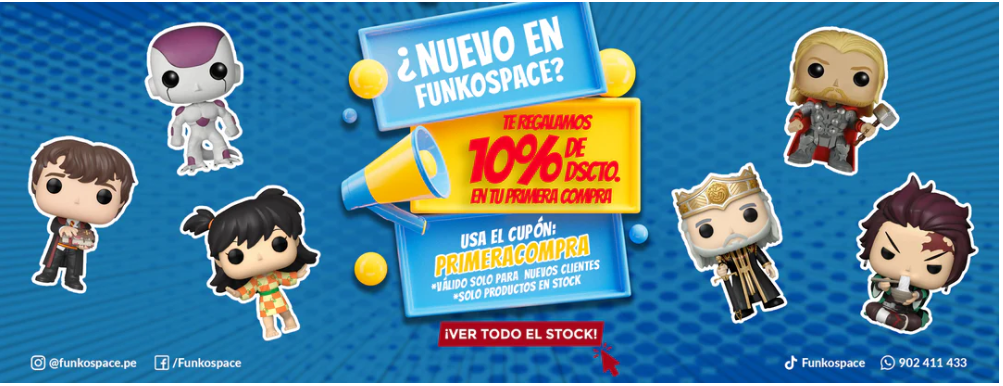 ¿NUEVO EN
FUNKOSPACE?
TE REGALAMOS
10% DE
DSCTO.
EN TU PRIMERA COMPRA
USA EL CUPÓN:
PRIMERACOMPRA
*VÁLIDO SOLO PARA NUEVOS CLIENTES
*SOLO PRODUCTOS EN STOCK
¡VER TODO EL STOCK!
@funkospace.pe /Funkospace
Funkospace 902 411 433